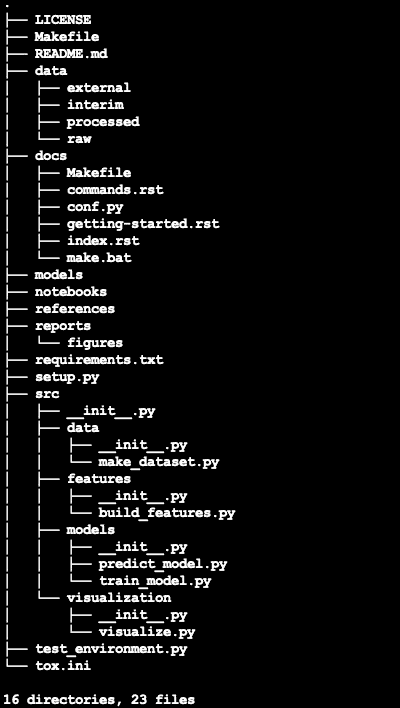 .
├── LICENSE
├── Makefile
├── README.md
├── data
│   ├── external
│   ├── interim
│   ├── processed
│   └── raw
├── docs
│   ├── Makefile
│   ├── commands.rst
│   ├── conf.py
│   ├── getting-started.rst
│   ├── index.rst
│   └── make.bat
├── models
├── notebooks
├── references
├── reports
│   └── figures
├── requirements.txt
├── setup.py
├── src
│   ├── __init__.py
│   ├── data
│   │   ├── __init__.py
│   │   └── make_dataset.py
│   ├── features
│   │   ├── __init__.py
│   │   └── build_features.py
│   ├── models
│   │   ├── __init__.py
│   │   ├── predict_model.py
│   │   └── train_model.py
│   └── visualization
│       ├── __init__.py
│       └── visualize.py
├── test_environment.py
└── tox.ini

16 directories, 23 files